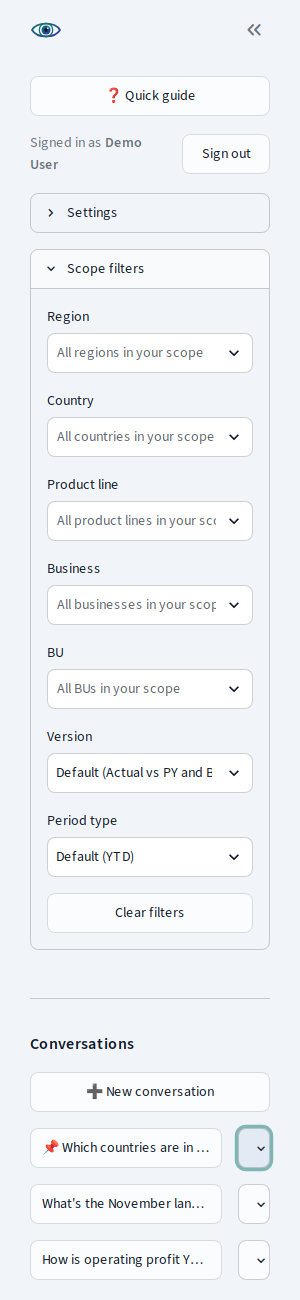 ❓ Quick guide
Signed in as Demo
User
Sign out
Settings
Scope filters
Region
All regions in your scope
Country
All countries in your scope
Product line
All product lines in your sc
Business
All businesses in your scop
BU
All BUs in your scope
Version
Default (Actual vs PY and B
Period type
Default (YTD)
Clear filters
Conversations
➕ New conversation
📌 Which countries are in …
What's the November lan…
How is operating profit Y…